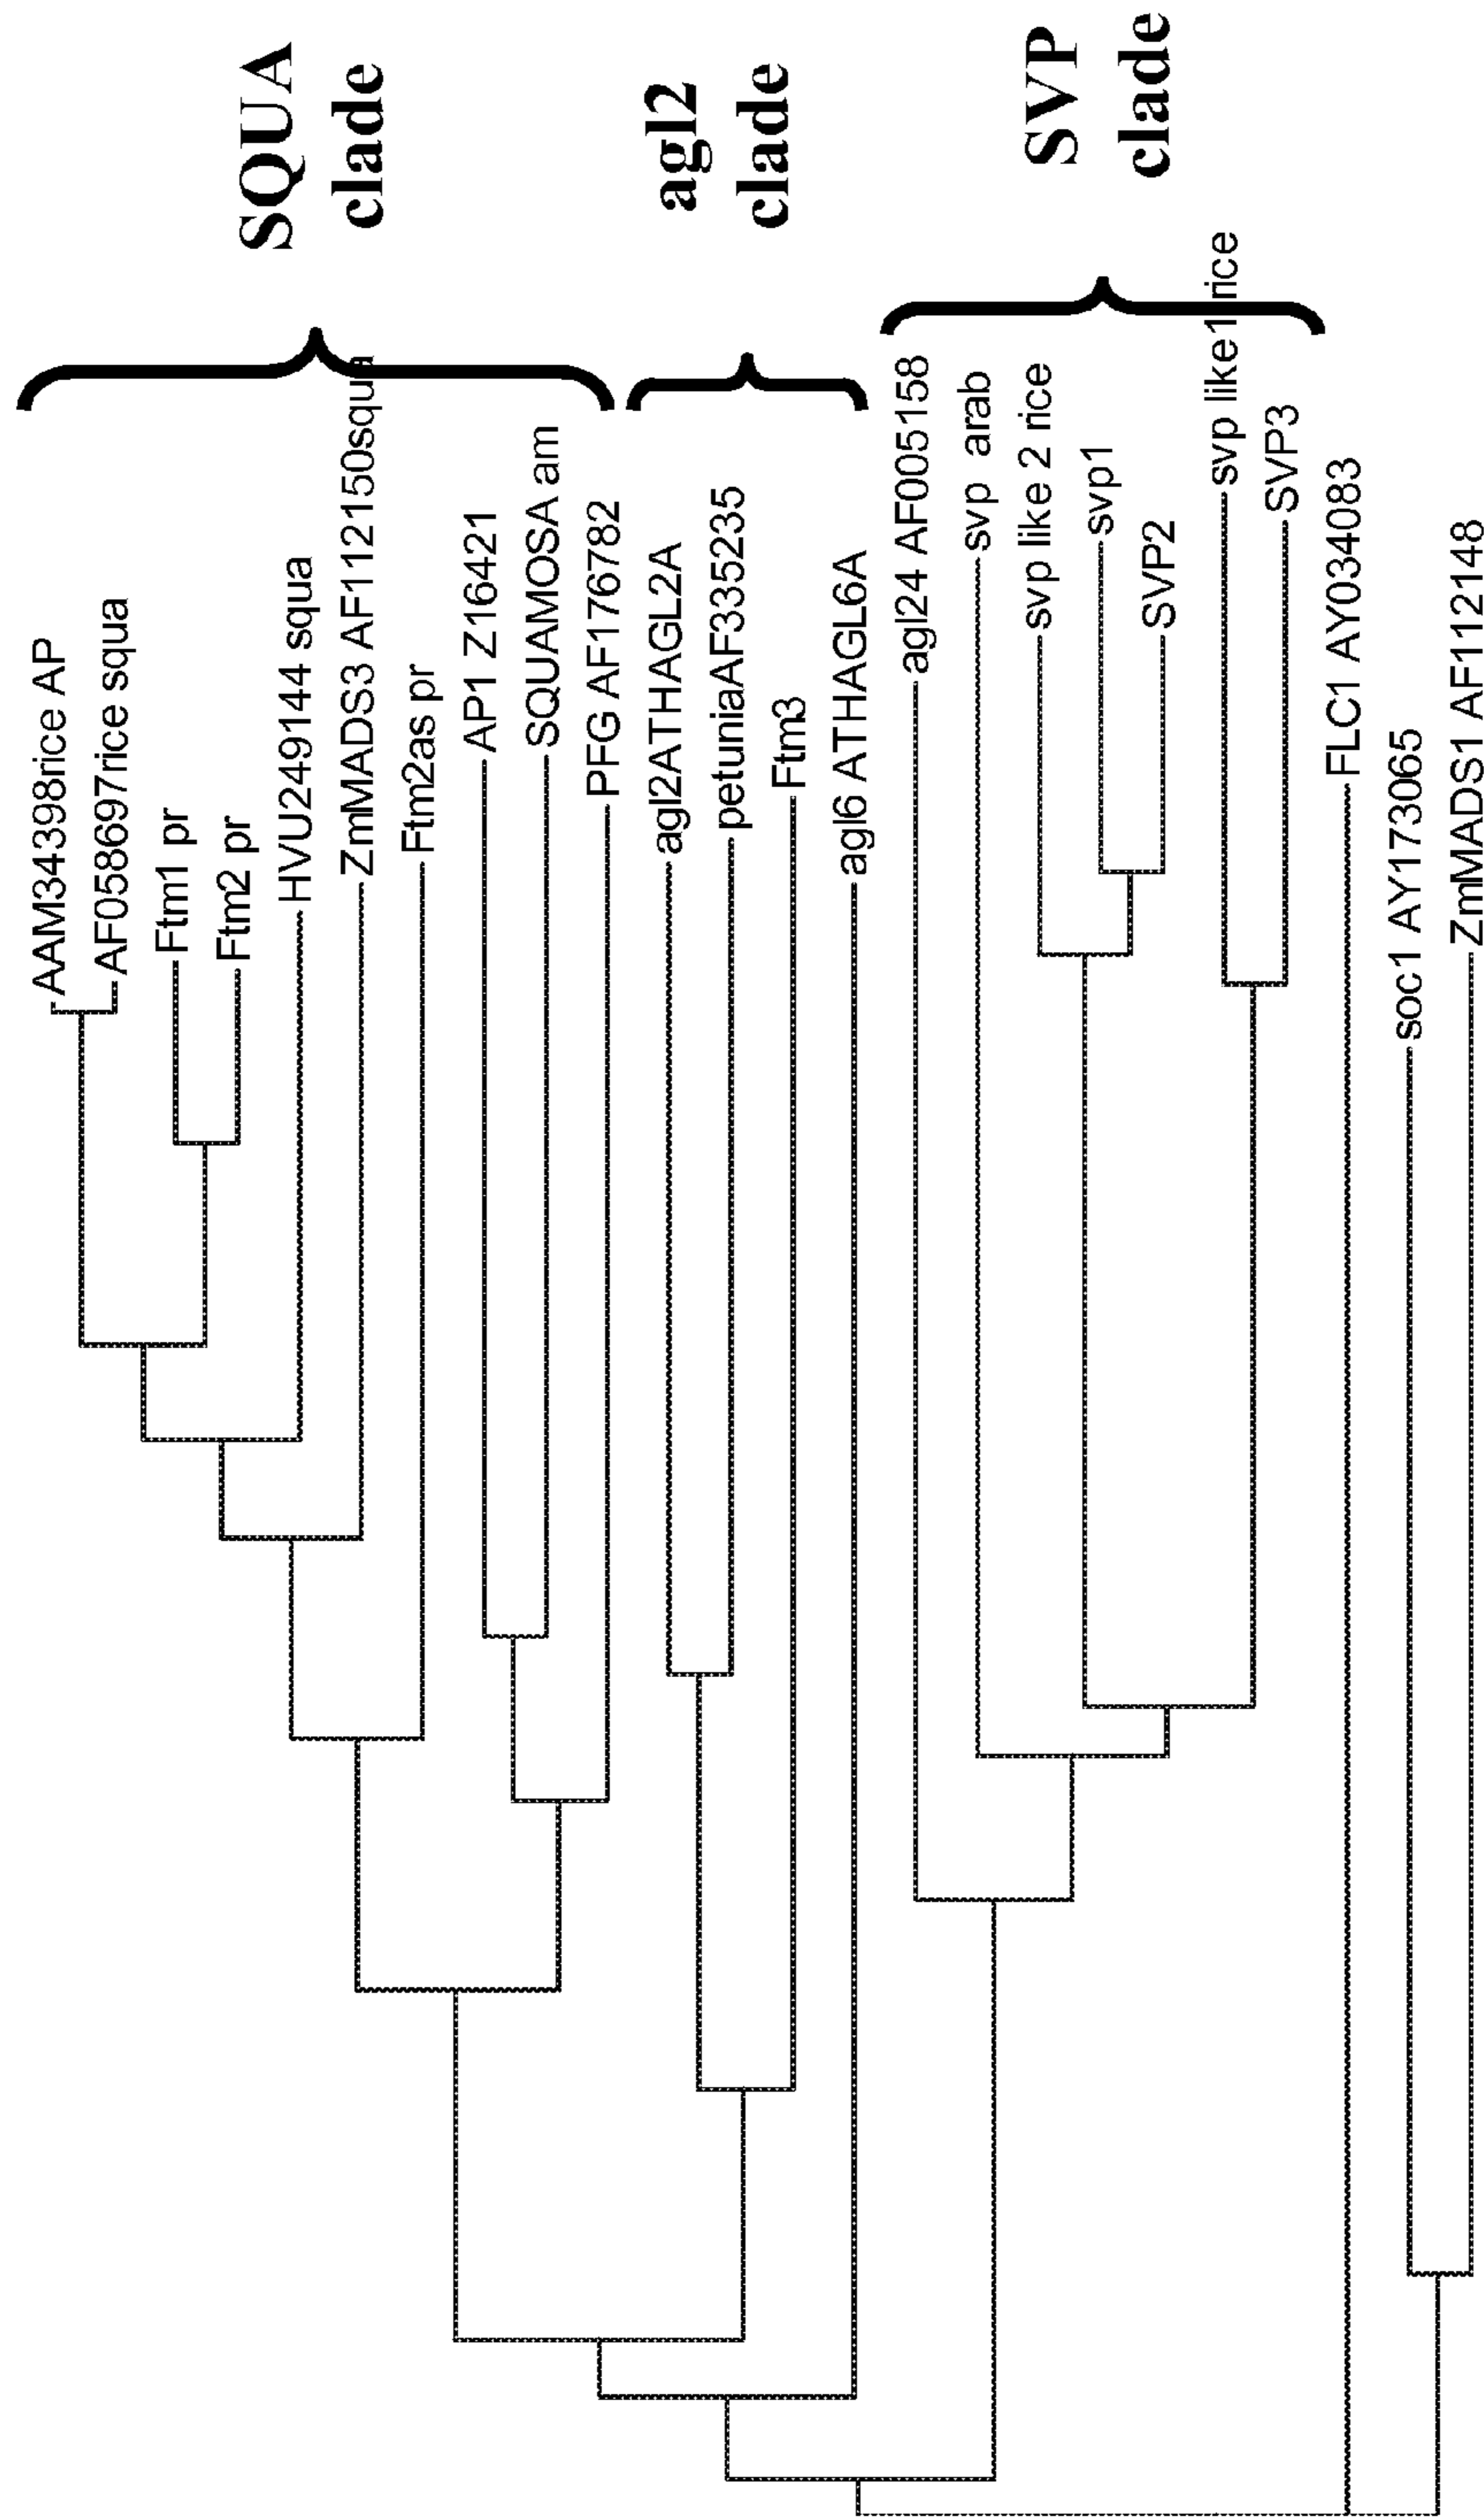 AAM34398rice AP
AF058697rice squa
Ftm1 pr
Ftm2 pr
HVU249144 squa
ZmMADS3 AF112150squa
Ftm2as pr
AP1 Z16421
SQUAMOSA am
PFG AF176782
agl2ATHAGL2A
petuniaAF335235
Ftm3
agl6 ATHAGL6A
agl24 AF005158
svp arab
svp like 2 rice
svp1
SVP2
svp like1 rice
SVP3
FLC1 AY034083
soc1 AY173065
ZmMADS1 AF112148
SQUA
clade
agl2
clade
SVP
clade